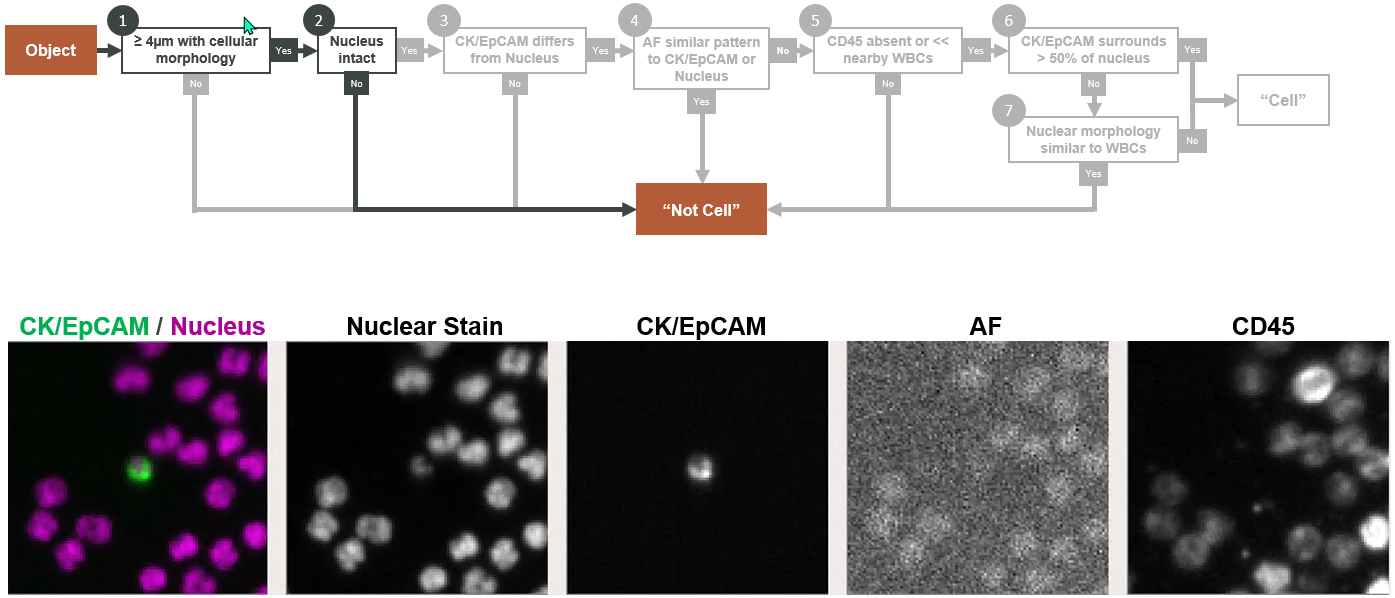 Object
1
≥ 4µm with cellular
morphology
Yes
No
2
Nucleus
intact
Yes
No
3
CK/EpCAM differs
from Nucleus
Yes
No
4
AF similar pattern
to CK/EpCAM or
Nucleus
No
Yes
5
CD45 absent or <<
nearby WBCs
Yes
No
6
CK/EpCAM surrounds
> 50% of nucleus
Yes
No
7
Nuclear morphology
similar to WBCs
No
Yes
“Cell”
“Not Cell”
CK/EpCAM / Nucleus
Nuclear Stain
CK/EpCAM
AF
CD45